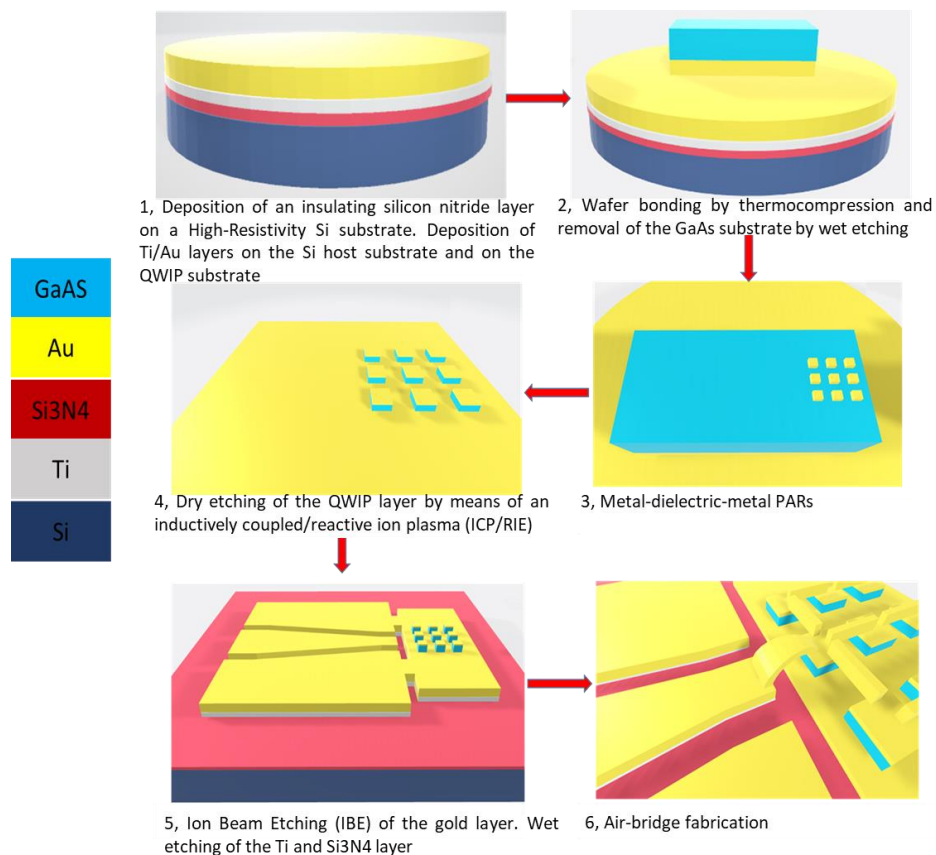 1, Deposition of an insulating silicon nitride layer
on a High-Resistivity Si substrate. Deposition of
Ti/Au layers on the Si host substrate and on the
QWIP substrate
2, Wafer bonding by thermocompression and
removal of the GaAs substrate by wet etching
GaAS
Au
Si3N4
Ti
Si
4, Dry etching of the QWIP layer by means of an
inductively coupled/reactive ion plasma (ICP/RIE)
3, Metal-dielectric-metal PARs
5, Ion Beam Etching (IBE) of the gold layer. Wet
etching of the Ti and Si3N4 layer
6, Air-bridge fabrication